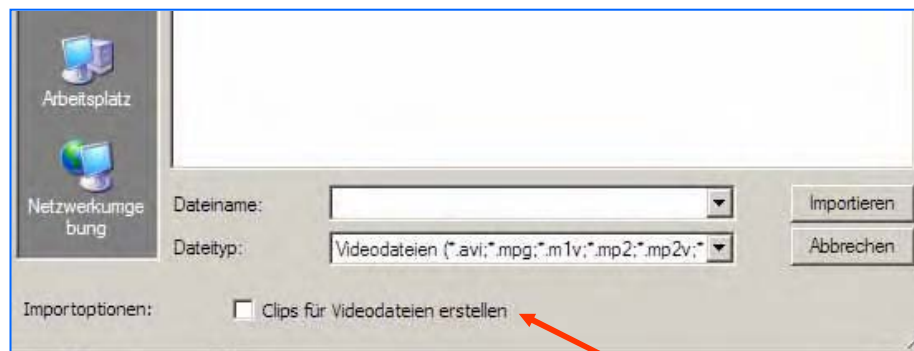 Arbeitsplatz
Netzwerkumge
bung
Dateiname:
Importieren
Dateityp:
Videodateien (*.avi;*.mpg;*.m1v;*.mp2;*.mp2v;*
Abbrechen
Importoptionen:
Clips für Videodateien erstellen